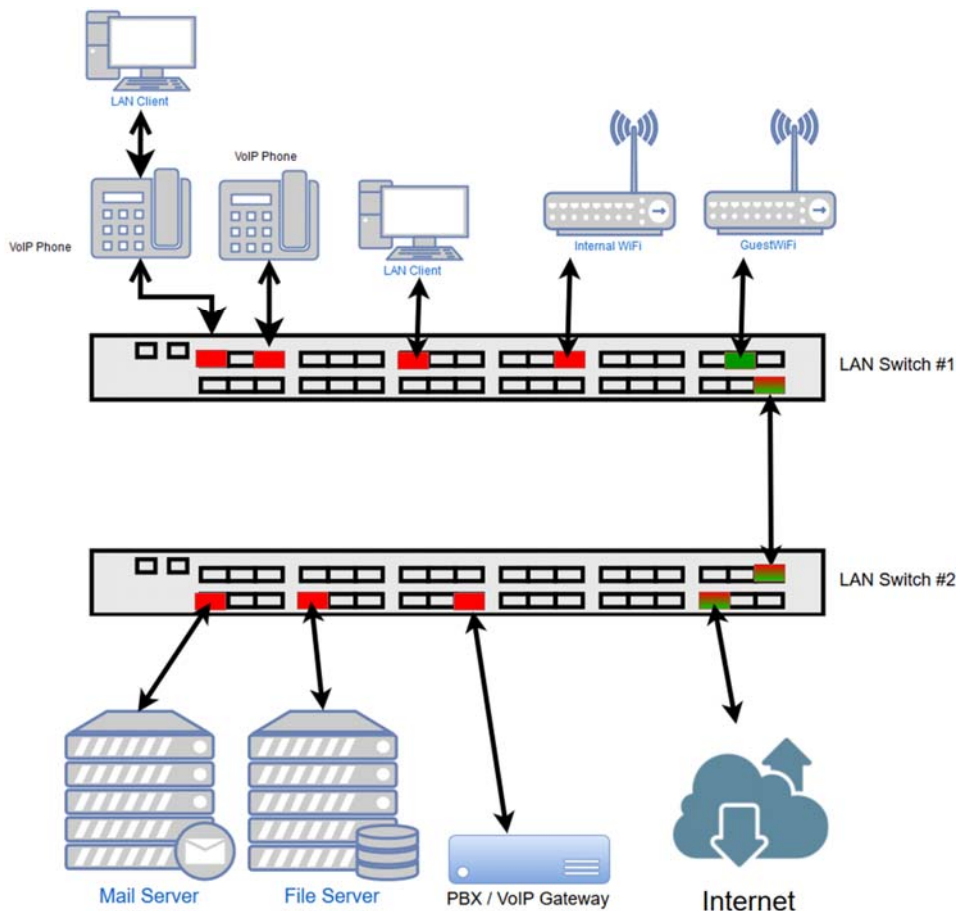 LAN Client
VoIP Phone
VoIP Phone
LAN Client
Internal WiFi
GuestWiFi
LAN Switch #1
LAN Switch #2
Mail Server
File Server
PBX / VoIP Gateway
Internet